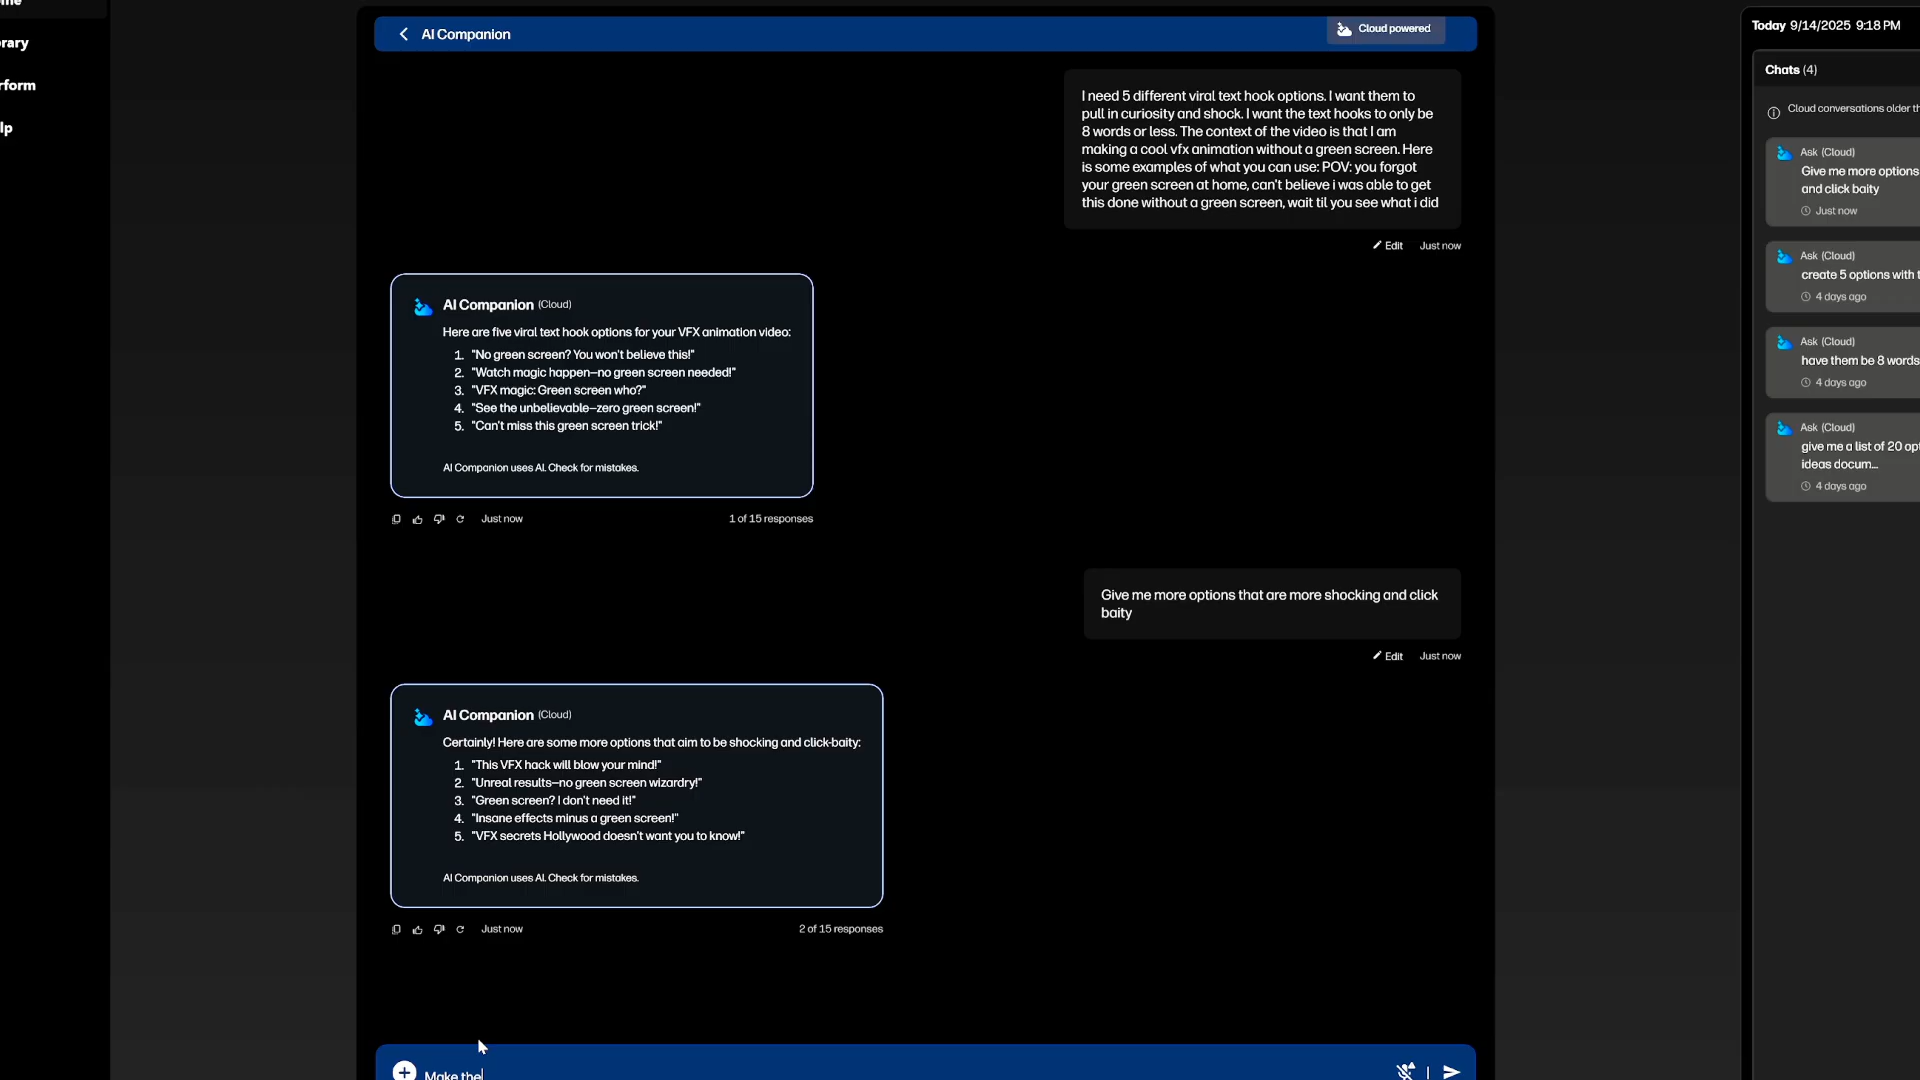 AI Companion
Cloud powered
Today 9/14/2025 9:18 PM
rary
rform
lp
Chats (4)
Cloud conversations older
I need 5 different viral text hook options. I want them to
pull in curiosity and shock. I want the text hooks to only be
8 words or less. The context of the video is that I am
making a cool vfx animation without a green screen. Here
is some examples of what you can use: POV: you forgot
your green screen at home, can't believe i was able to get
this done without a green screen, wait til you see what i did
Edit Just now
AI Companion (Cloud)
Here are five viral text hook options for your VFX animation video:
1. "No green screen? You won't believe this!"
2. "Watch magic happen—no green screen needed!"
3. "VFX magic: Green screen who?"
4. "See the unbelievable—zero green screen!"
5. "Can't miss this green screen trick!"
AI Companion uses AI. Check for mistakes.
Just now 1 of 15 responses
Give me more options that are more shocking and click
baity
Edit Just now
AI Companion (Cloud)
Certainly! Here are some more options that aim to be shocking and click-baity:
1. "This VFX hack will blow your mind!"
2. "Unreal results—no green screen wizardry!"
3. "Green screen? I don't need it!"
4. "Insane effects minus a green screen!"
5. "VFX secrets Hollywood doesn't want you to know!"
AI Companion uses AI. Check for mistakes.
Just now 2 of 15 responses
Make the
Ask (Cloud)
Give me more options
and click baity
Just now
Ask (Cloud)
create 5 options with
4 days ago
Ask (Cloud)
have them be 8 words
4 days ago
Ask (Cloud)
give me a list of 20
ideas docum...
4 days ago